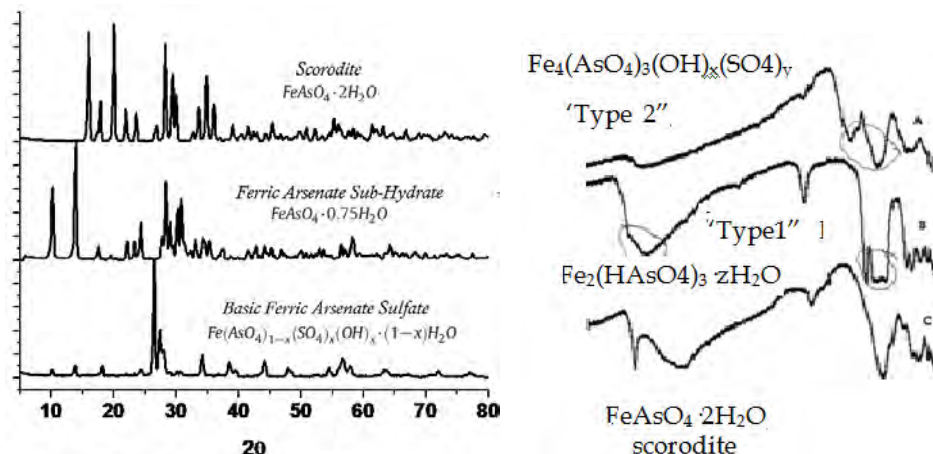 Scorodite
FeAsO₄·2H₂O
Ferric Arsenate Sub-Hydrate
FeAsO₄·0.75H₂O
Basic Ferric Arsenate Sulfate
Fe(AsO₄)₁₋ₓ(SO₄)ₓ(OH)ₓ·(1−x)H₂O
10 20 30 40 50 60 70 80
2θ
Fe₄(AsO₄)₃(OH)ₓ(SO4)ᵧ
‘Type 2”
A
“Type1”
B
Fe₂(HAsO4)₃·zH₂O
C
FeAsO₄·2H₂O
scorodite